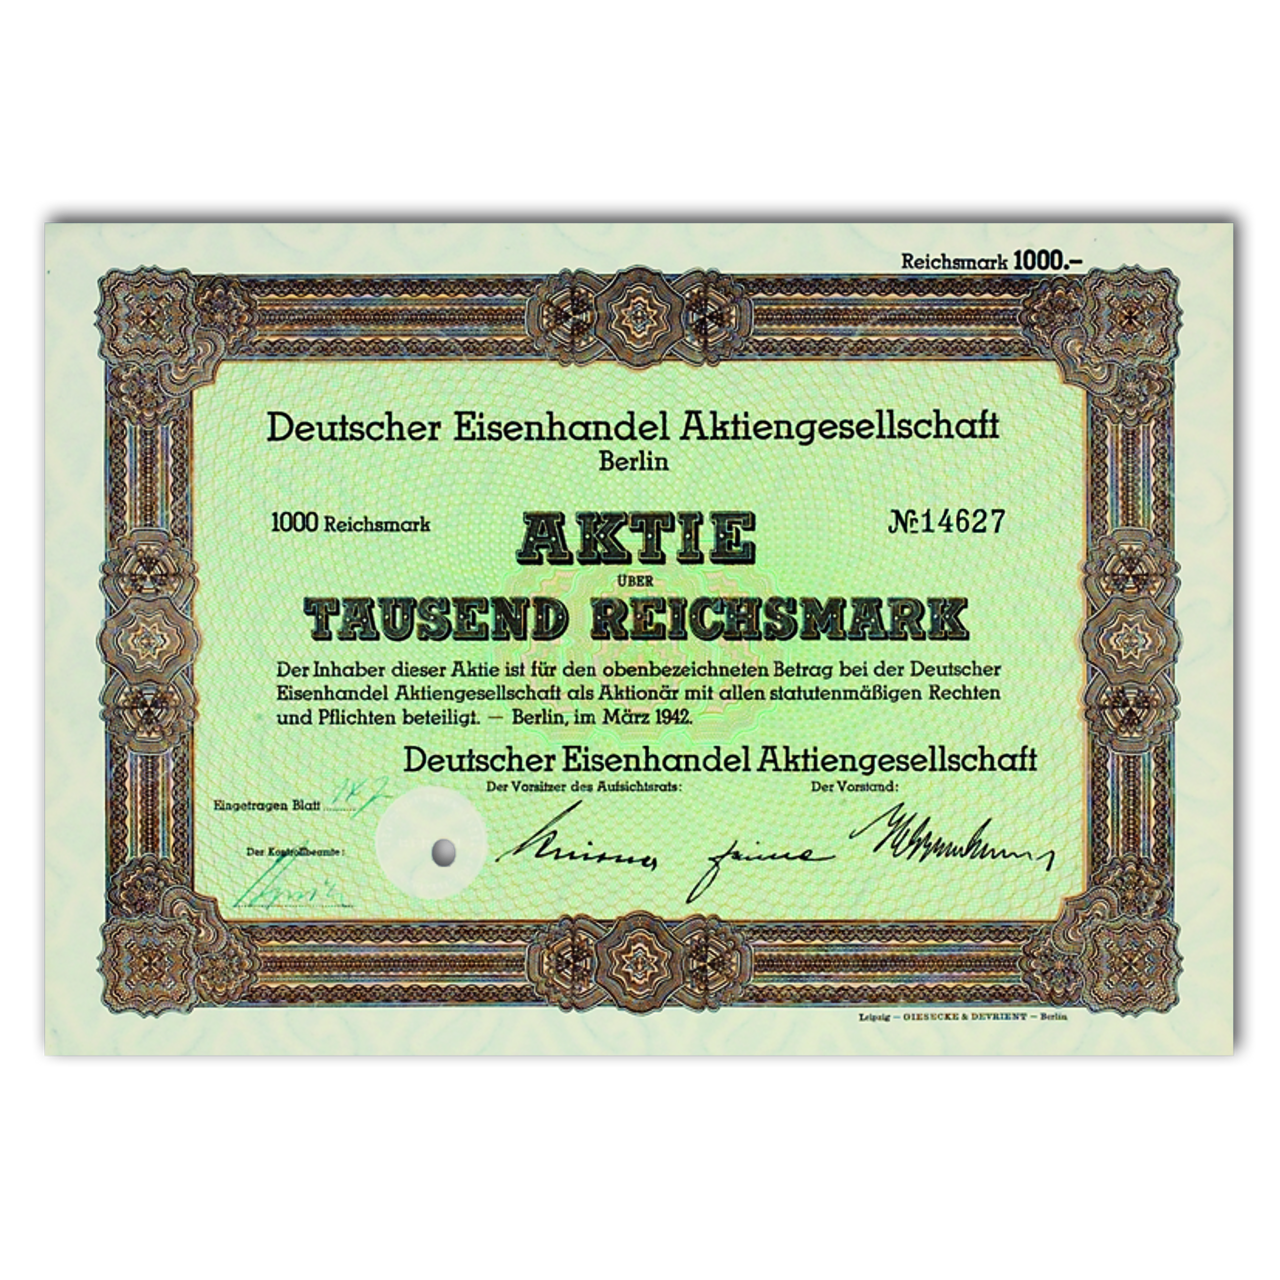 Reichsmark 1000.-
Deutscher Eisenhandel Aktiengesellschaft
Berlin
1000 Reichsmark AKTIE Nr. 14627
ÜBER
TAUSEND REICHSMARK
Der Inhaber dieser Aktie ist für den obenbezeichneten Betrag bei der Deutscher
Eisenhandel Aktiengesellschaft als Aktionär mit allen statutenmäßigen Rechten
und Pflichten beteiligt. — Berlin, im März 1942.
Deutscher Eisenhandel Aktiengesellschaft
Der Vorsitzer des Aufsichtsrats: Der Vorstand:
Eingetragen Blatt
Der Kontrollbeamte:
Leipzig — GIESECKE & DEVRIENT — Berlin